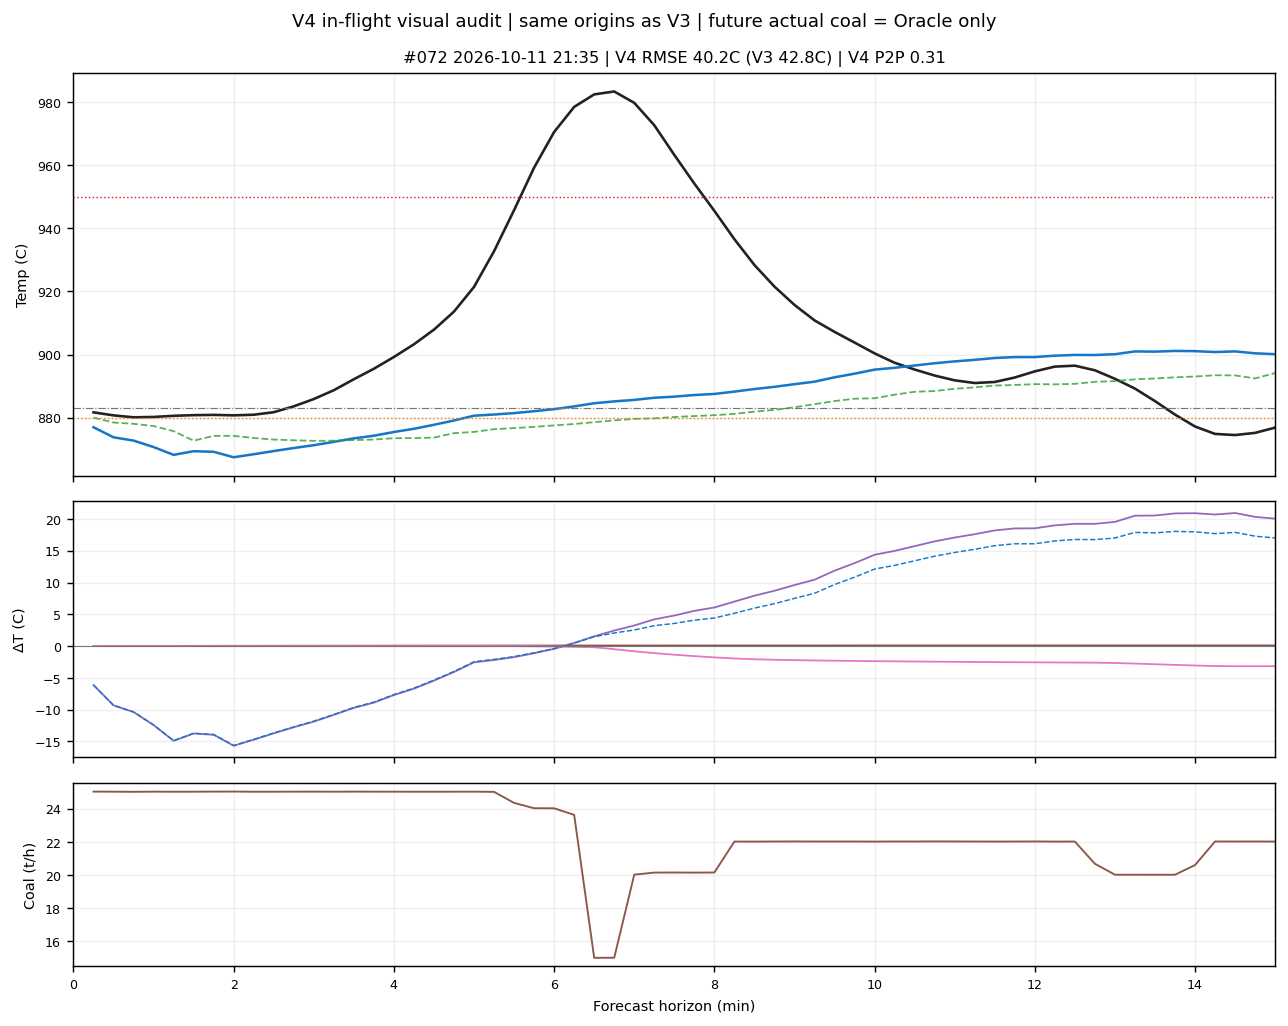 V4 in-flight visual audit | same origins as V3 | future actual coal = Oracle only
#072 2026-10-11 21:35 | V4 RMSE 40.2C (V3 42.8C) | V4 P2P 0.31
980
960
940
920
900
880
Temp (C)
20
15
10
5
0
−5
−10
−15
ΔT (C)
24
22
20
18
16
Coal (t/h)
0 2 4 6 8 10 12 14
Forecast horizon (min)